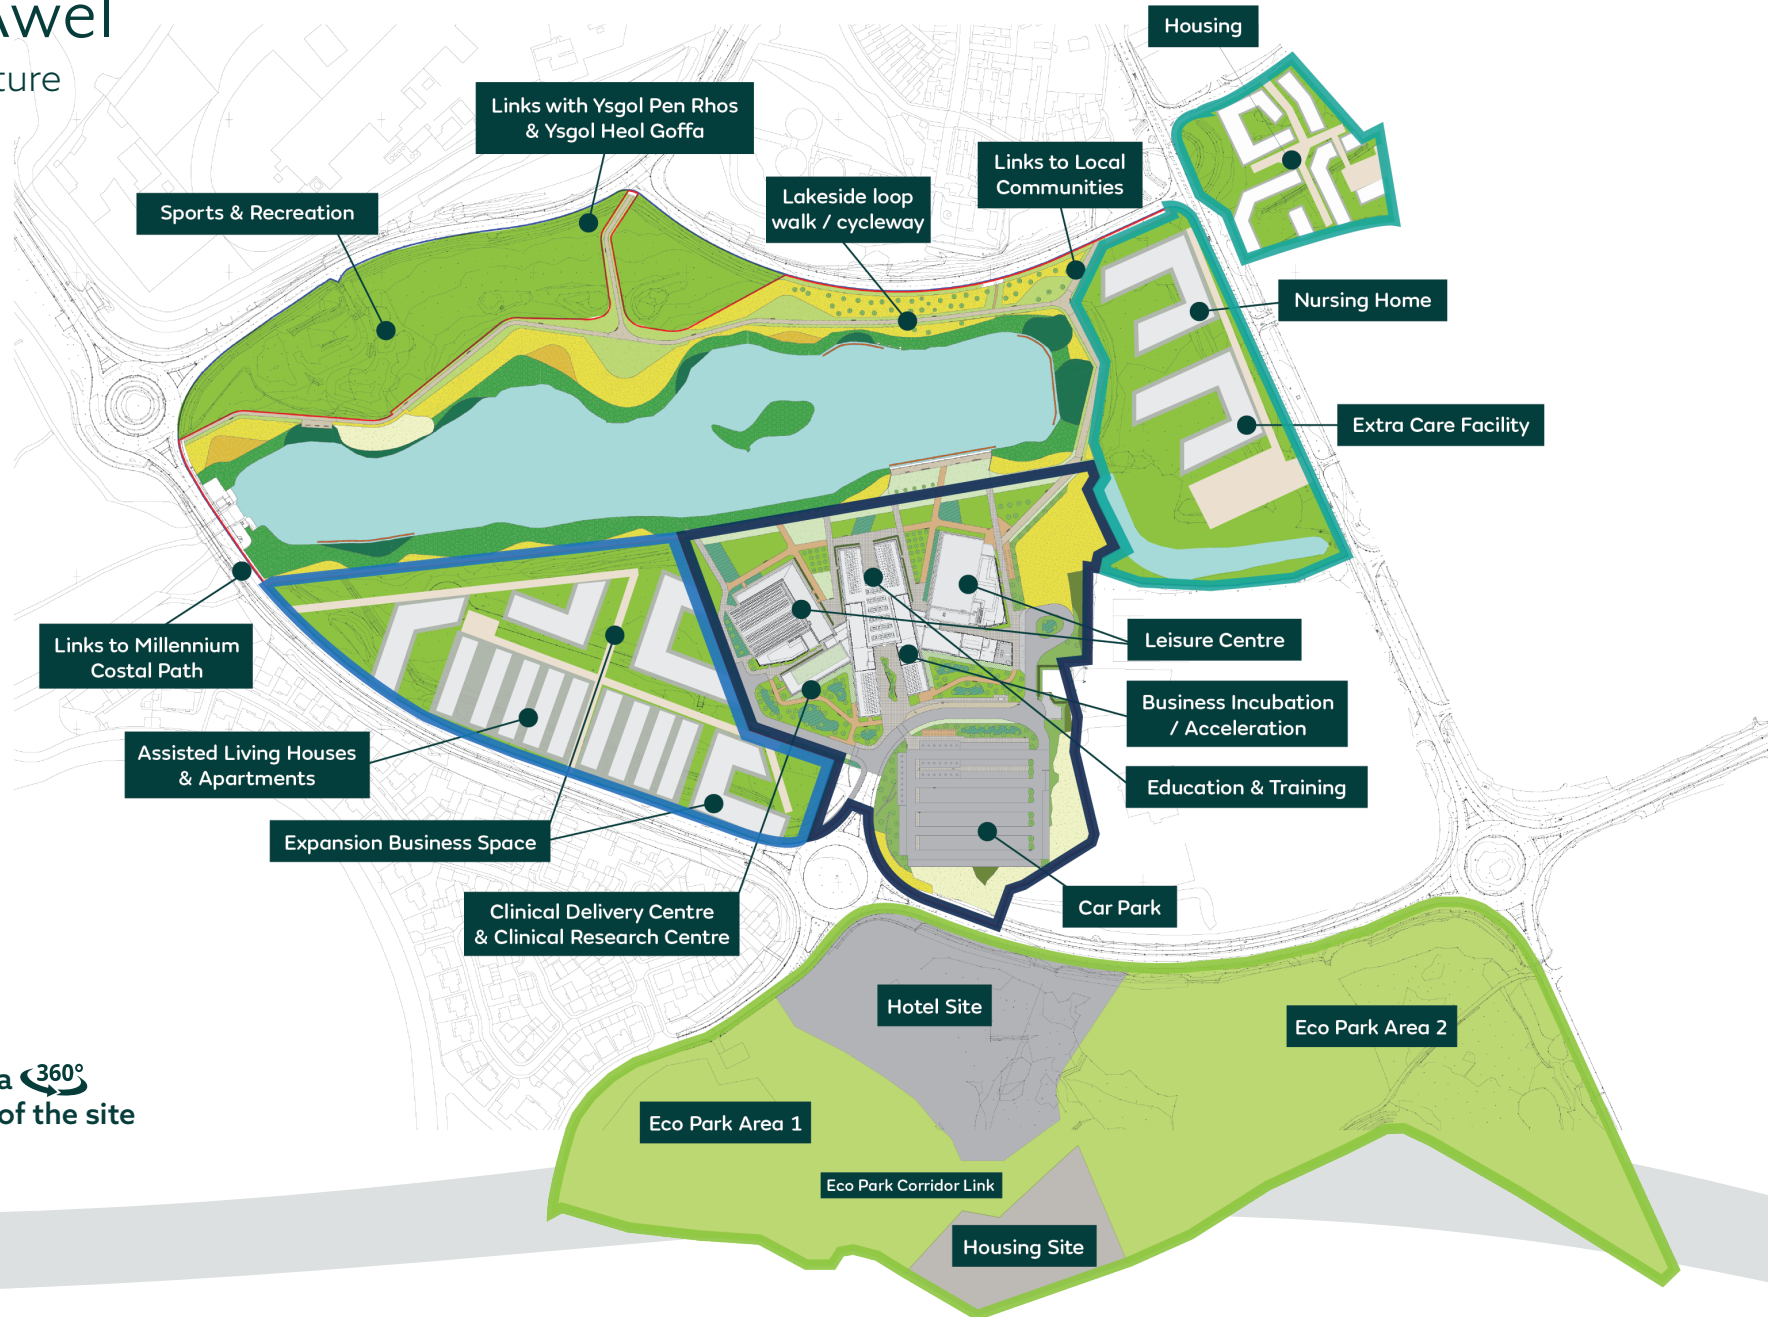 Awel
ture
Housing
Links with Ysgol Pen Rhos
& Ysgol Heol Goffa
Links to Local
Communities
Lakeside loop
walk / cycleway
Sports & Recreation
Nursing Home
Extra Care Facility
Links to Millennium
Costal Path
Leisure Centre
Business Incubation
/ Acceleration
Assisted Living Houses
& Apartments
Education & Training
Expansion Business Space
Clinical Delivery Centre
& Clinical Research Centre
Car Park
Hotel Site
Eco Park Area 2
a 360°
of the site
Eco Park Area 1
Eco Park Corridor Link
Housing Site